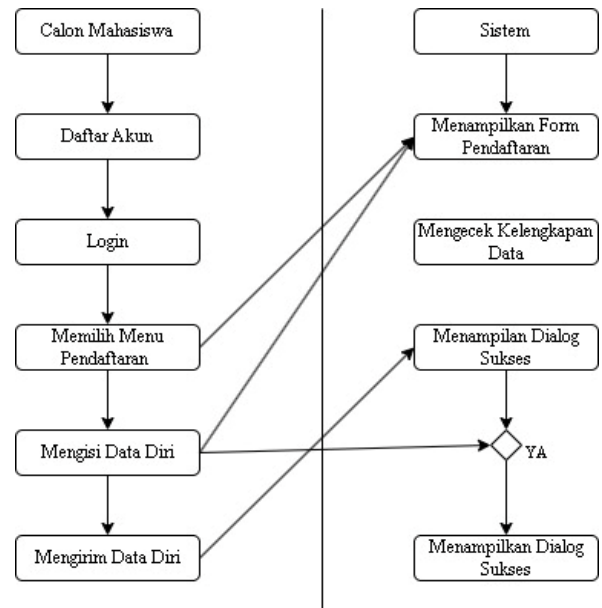 Calon Mahasiswa
Sistem
Daftar Akun
Menampilkan Form
Pendaftaran
Login
Mengecek Kelengkapan
Data
Memilih Menu
Pendaftaran
Menampilan Dialog
Sukses
Mengisi Data Diri
YA
Mengirim Data Diri
Menampilkan Dialog
Sukses